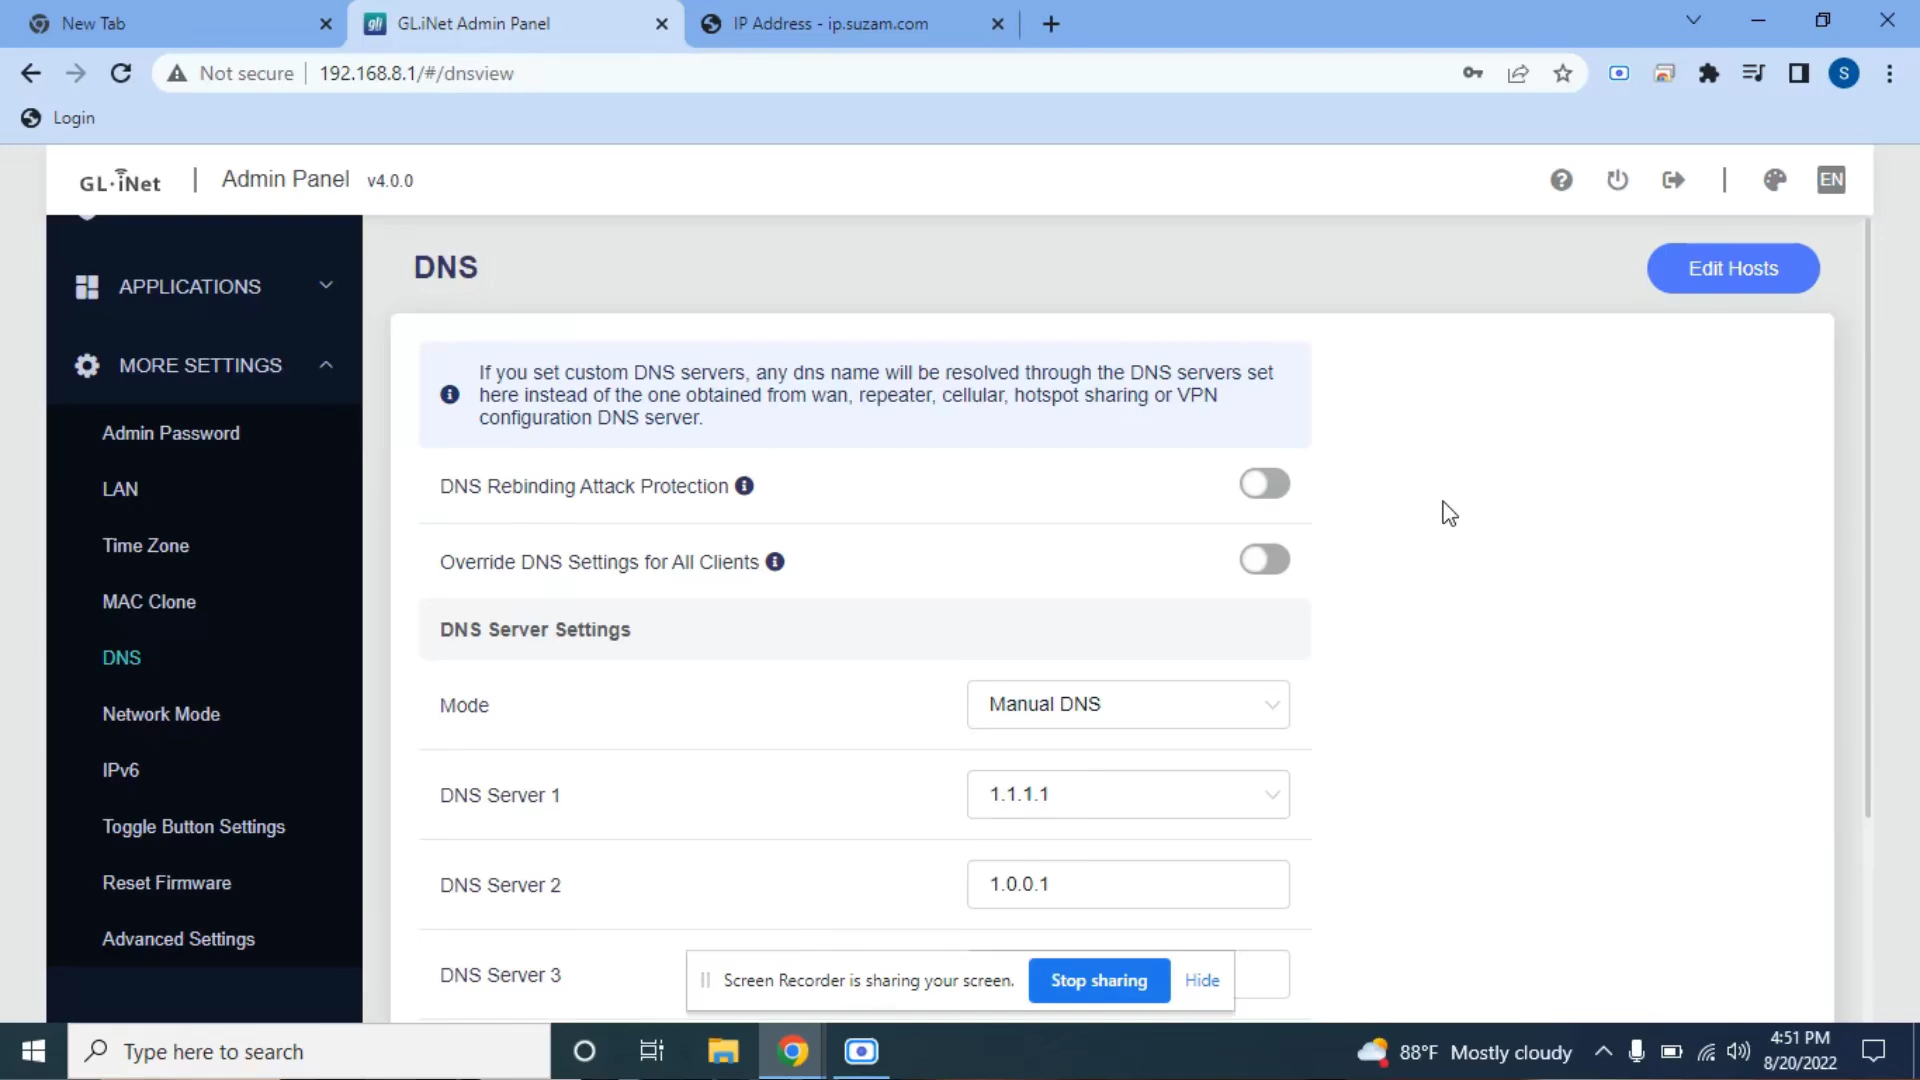 New Tab
GL.iNet Admin Panel
IP Address - ip.suzam.com
Not secure
192.168.8.1/#/dnsview
S
Login
GL·iNet
Admin Panel v4.0.0
EN
APPLICATIONS
MORE SETTINGS
Admin Password
LAN
Time Zone
MAC Clone
DNS
Network Mode
IPv6
Toggle Button Settings
Reset Firmware
Advanced Settings
DNS
Edit Hosts
If you set custom DNS servers, any dns name will be resolved through the DNS servers set
here instead of the one obtained from wan, repeater, cellular, hotspot sharing or VPN
configuration DNS server.
DNS Rebinding Attack Protection
Override DNS Settings for All Clients
DNS Server Settings
Mode
Manual DNS
DNS Server 1
1.1.1.1
DNS Server 2
1.0.0.1
DNS Server 3
Screen Recorder is sharing your screen.
Stop sharing
Hide
Type here to search
88°F Mostly cloudy
4:51 PM
8/20/2022